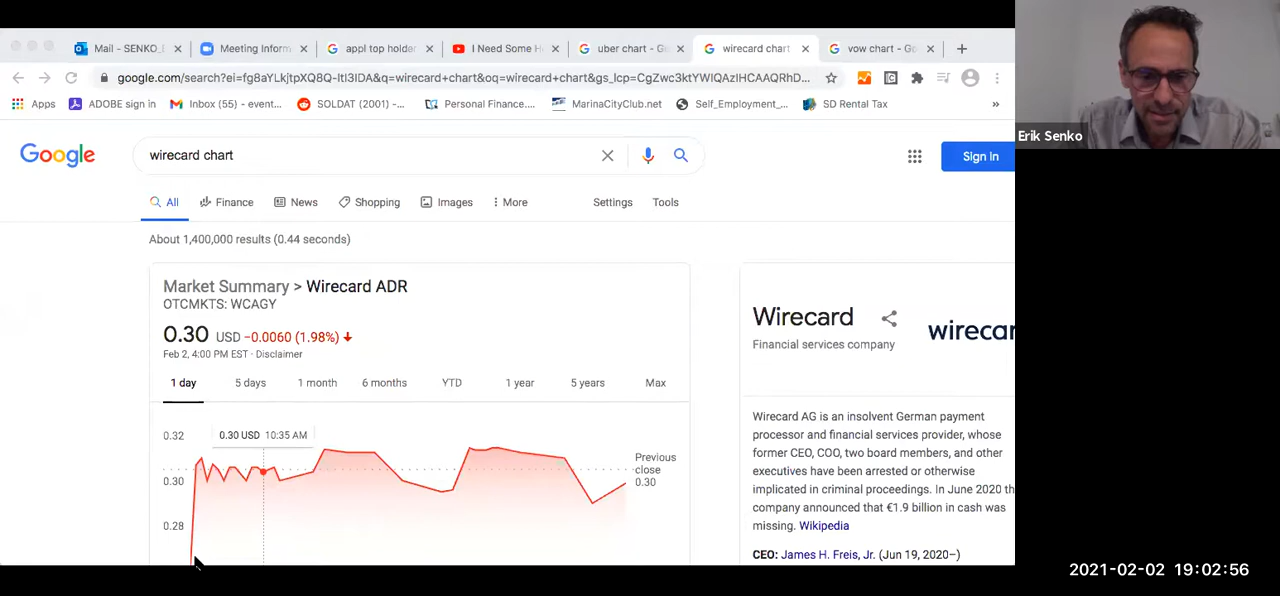 Mail - SENKO_
Meeting Inform
appl top holde
I Need Some H
uber chart - G
wirecard chart
vow chart - Go
google.com/search?ei=fg8aYLkjtpXQ8Q-ItI3IDA&q=wirecard+chart&oq=wirecard+chart&gs_lcp=CgZwc3ktYWIQAzIHCAAQRhD...
Apps
ADOBE sign in
Inbox (55) - event...
SOLDAT (2001) -...
Personal Finance....
MarinaCityClub.net
Self_Employment_...
SD Rental Tax
»
Erik Senko
Google
wirecard chart
Sign in
All
Finance
News
Shopping
Images
More
Settings
Tools
About 1,400,000 results (0.44 seconds)
Market Summary > Wirecard ADR
OTCMKTS: WCAGY
0.30 USD −0.0060 (1.98%)
Feb 2, 4:00 PM EST · Disclaimer
1 day
5 days
1 month
6 months
YTD
1 year
5 years
Max
0.32
0.30 USD 10:35 AM
0.30
0.28
Previous
close
0.30
Wirecard
Financial services company
wirecar
Wirecard AG is an insolvent German payment
processor and financial services provider, whose
former CEO, COO, two board members, and other
executives have been arrested or otherwise
implicated in criminal proceedings. In June 2020 th
company announced that €1.9 billion in cash was
missing. Wikipedia
CEO: James H. Freis, Jr. (Jun 19, 2020–)
2021-02-02 19:02:56